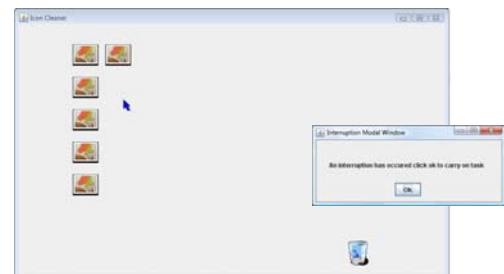 Icon Cleaner
Interruption Modal Window
An interruption has occured click ok to carry on task
Ok